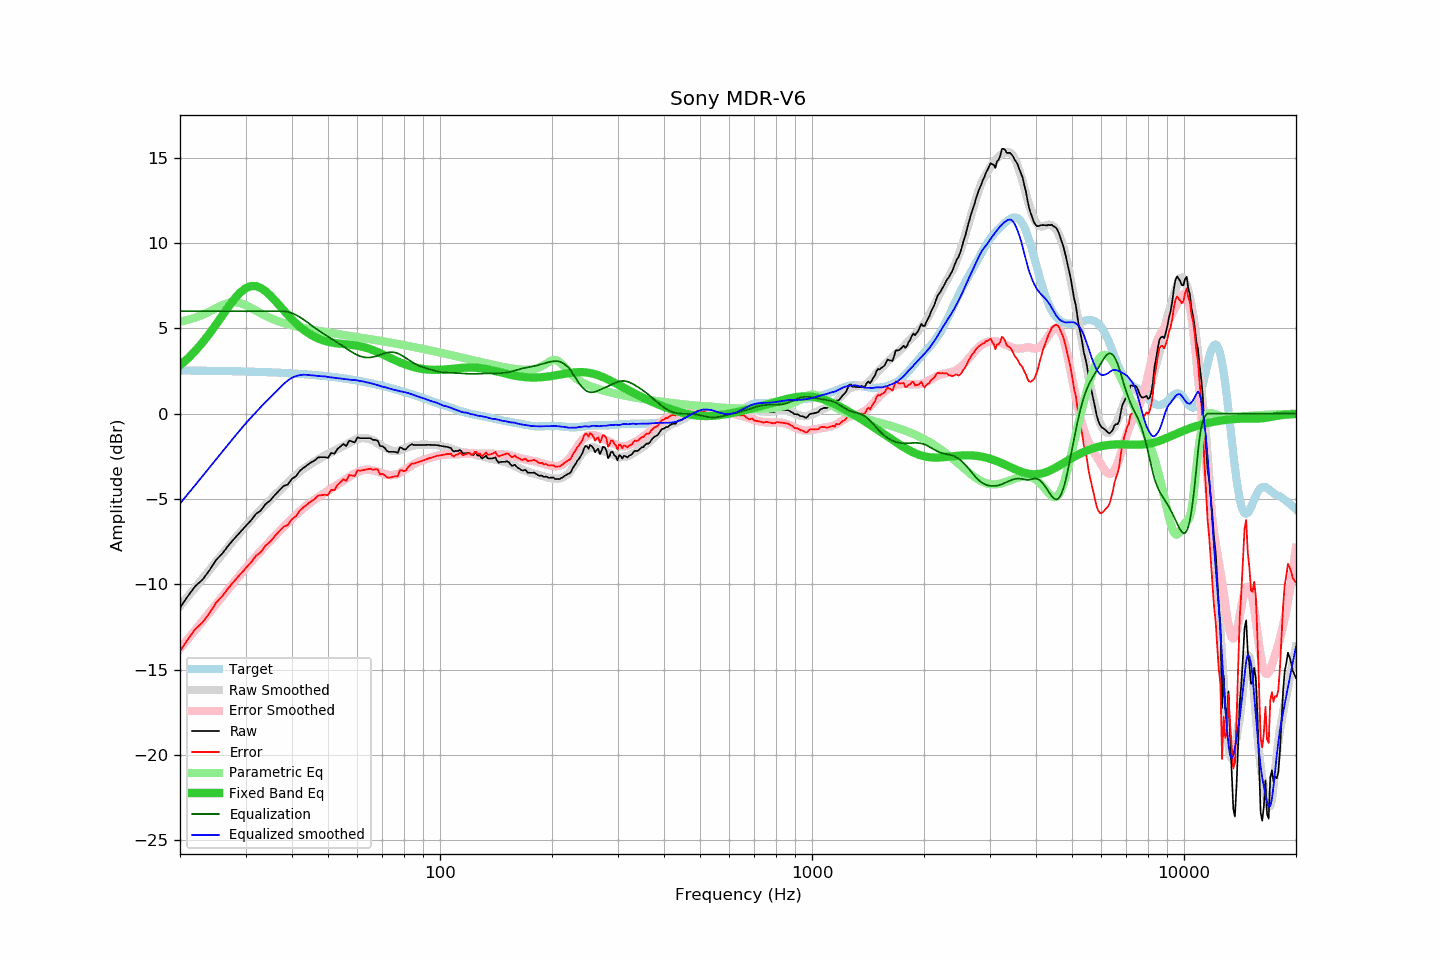 Sony MDR-V6
Amplitude (dBr)
15
10
5
0
−5
−10
−15
−20
−25
Target
Raw Smoothed
Error Smoothed
Raw
Error
Parametric Eq
Fixed Band Eq
Equalization
Equalized smoothed
100
1000
10000
Frequency (Hz)